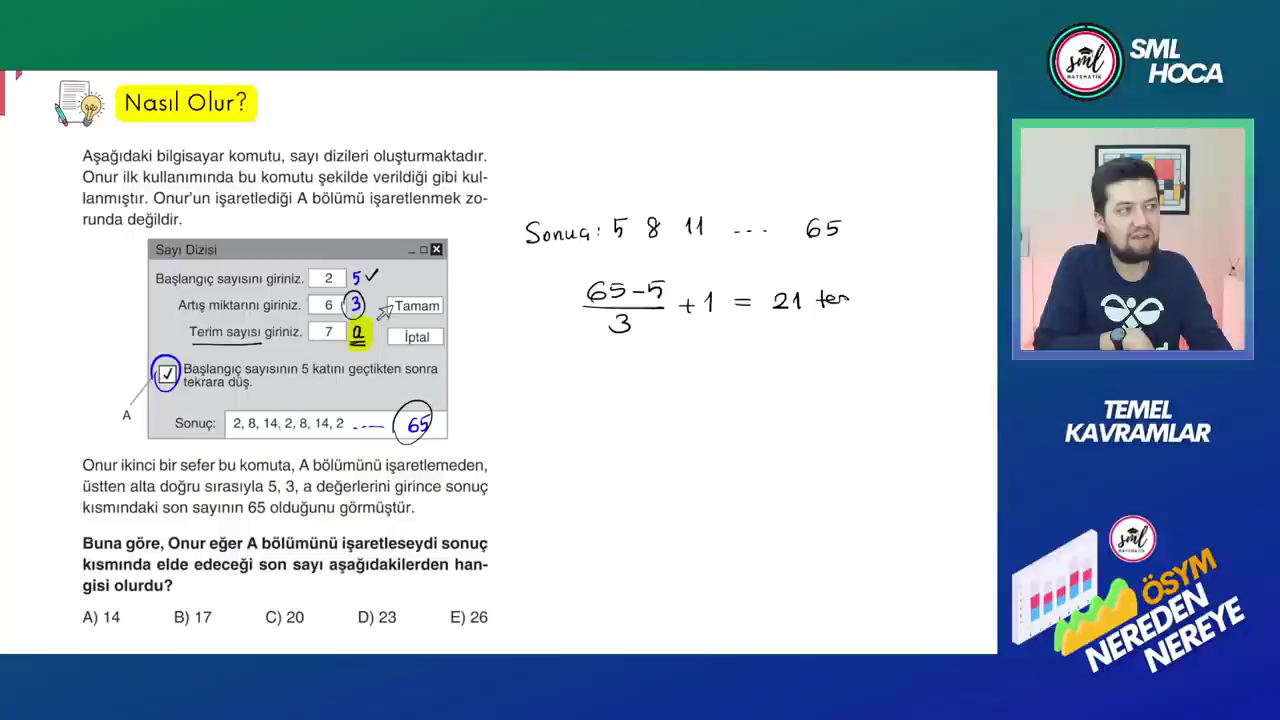 Nasıl Olur?
Aşağıdaki bilgisayar komutu, sayı dizileri oluşturmaktadır.
Onur ilk kullanımında bu komutu şekilde verildiği gibi kul-
lanmıştır. Onur'un işaretlediği A bölümü işaretlenmek zo-
runda değildir.
Sayı Dizisi
Başlangıç sayısını giriniz. 2 5 ✓
Artış miktarını giriniz. 6 3 Tamam
Terim sayısı giriniz. 7 a İptal
✓ Başlangıç sayısının 5 katını geçtikten sonra
tekrara düş.
A
Sonuç: 2, 8, 14, 2, 8, 14, 2 ..... 65
Onur ikinci bir sefer bu komuta, A bölümünü işaretlemeden,
üstten alta doğru sırasıyla 5, 3, a değerlerini girince sonuç
kısmındaki son sayının 65 olduğunu görmüştür.
Buna göre, Onur eğer A bölümünü işaretleseydi sonuç
kısmında elde edeceği son sayı aşağıdakilerden han-
gisi olurdu?
A) 14 B) 17 C) 20 D) 23 E) 26
Sonuç: 5 8 11 ... 65
65-5
3
+ 1 = 21 ter
sml
MATEMATİK
SML
HOCA
TEMEL
KAVRAMLAR
sml
MATEMATİK
ÖSYM
NEREDEN
NEREYE